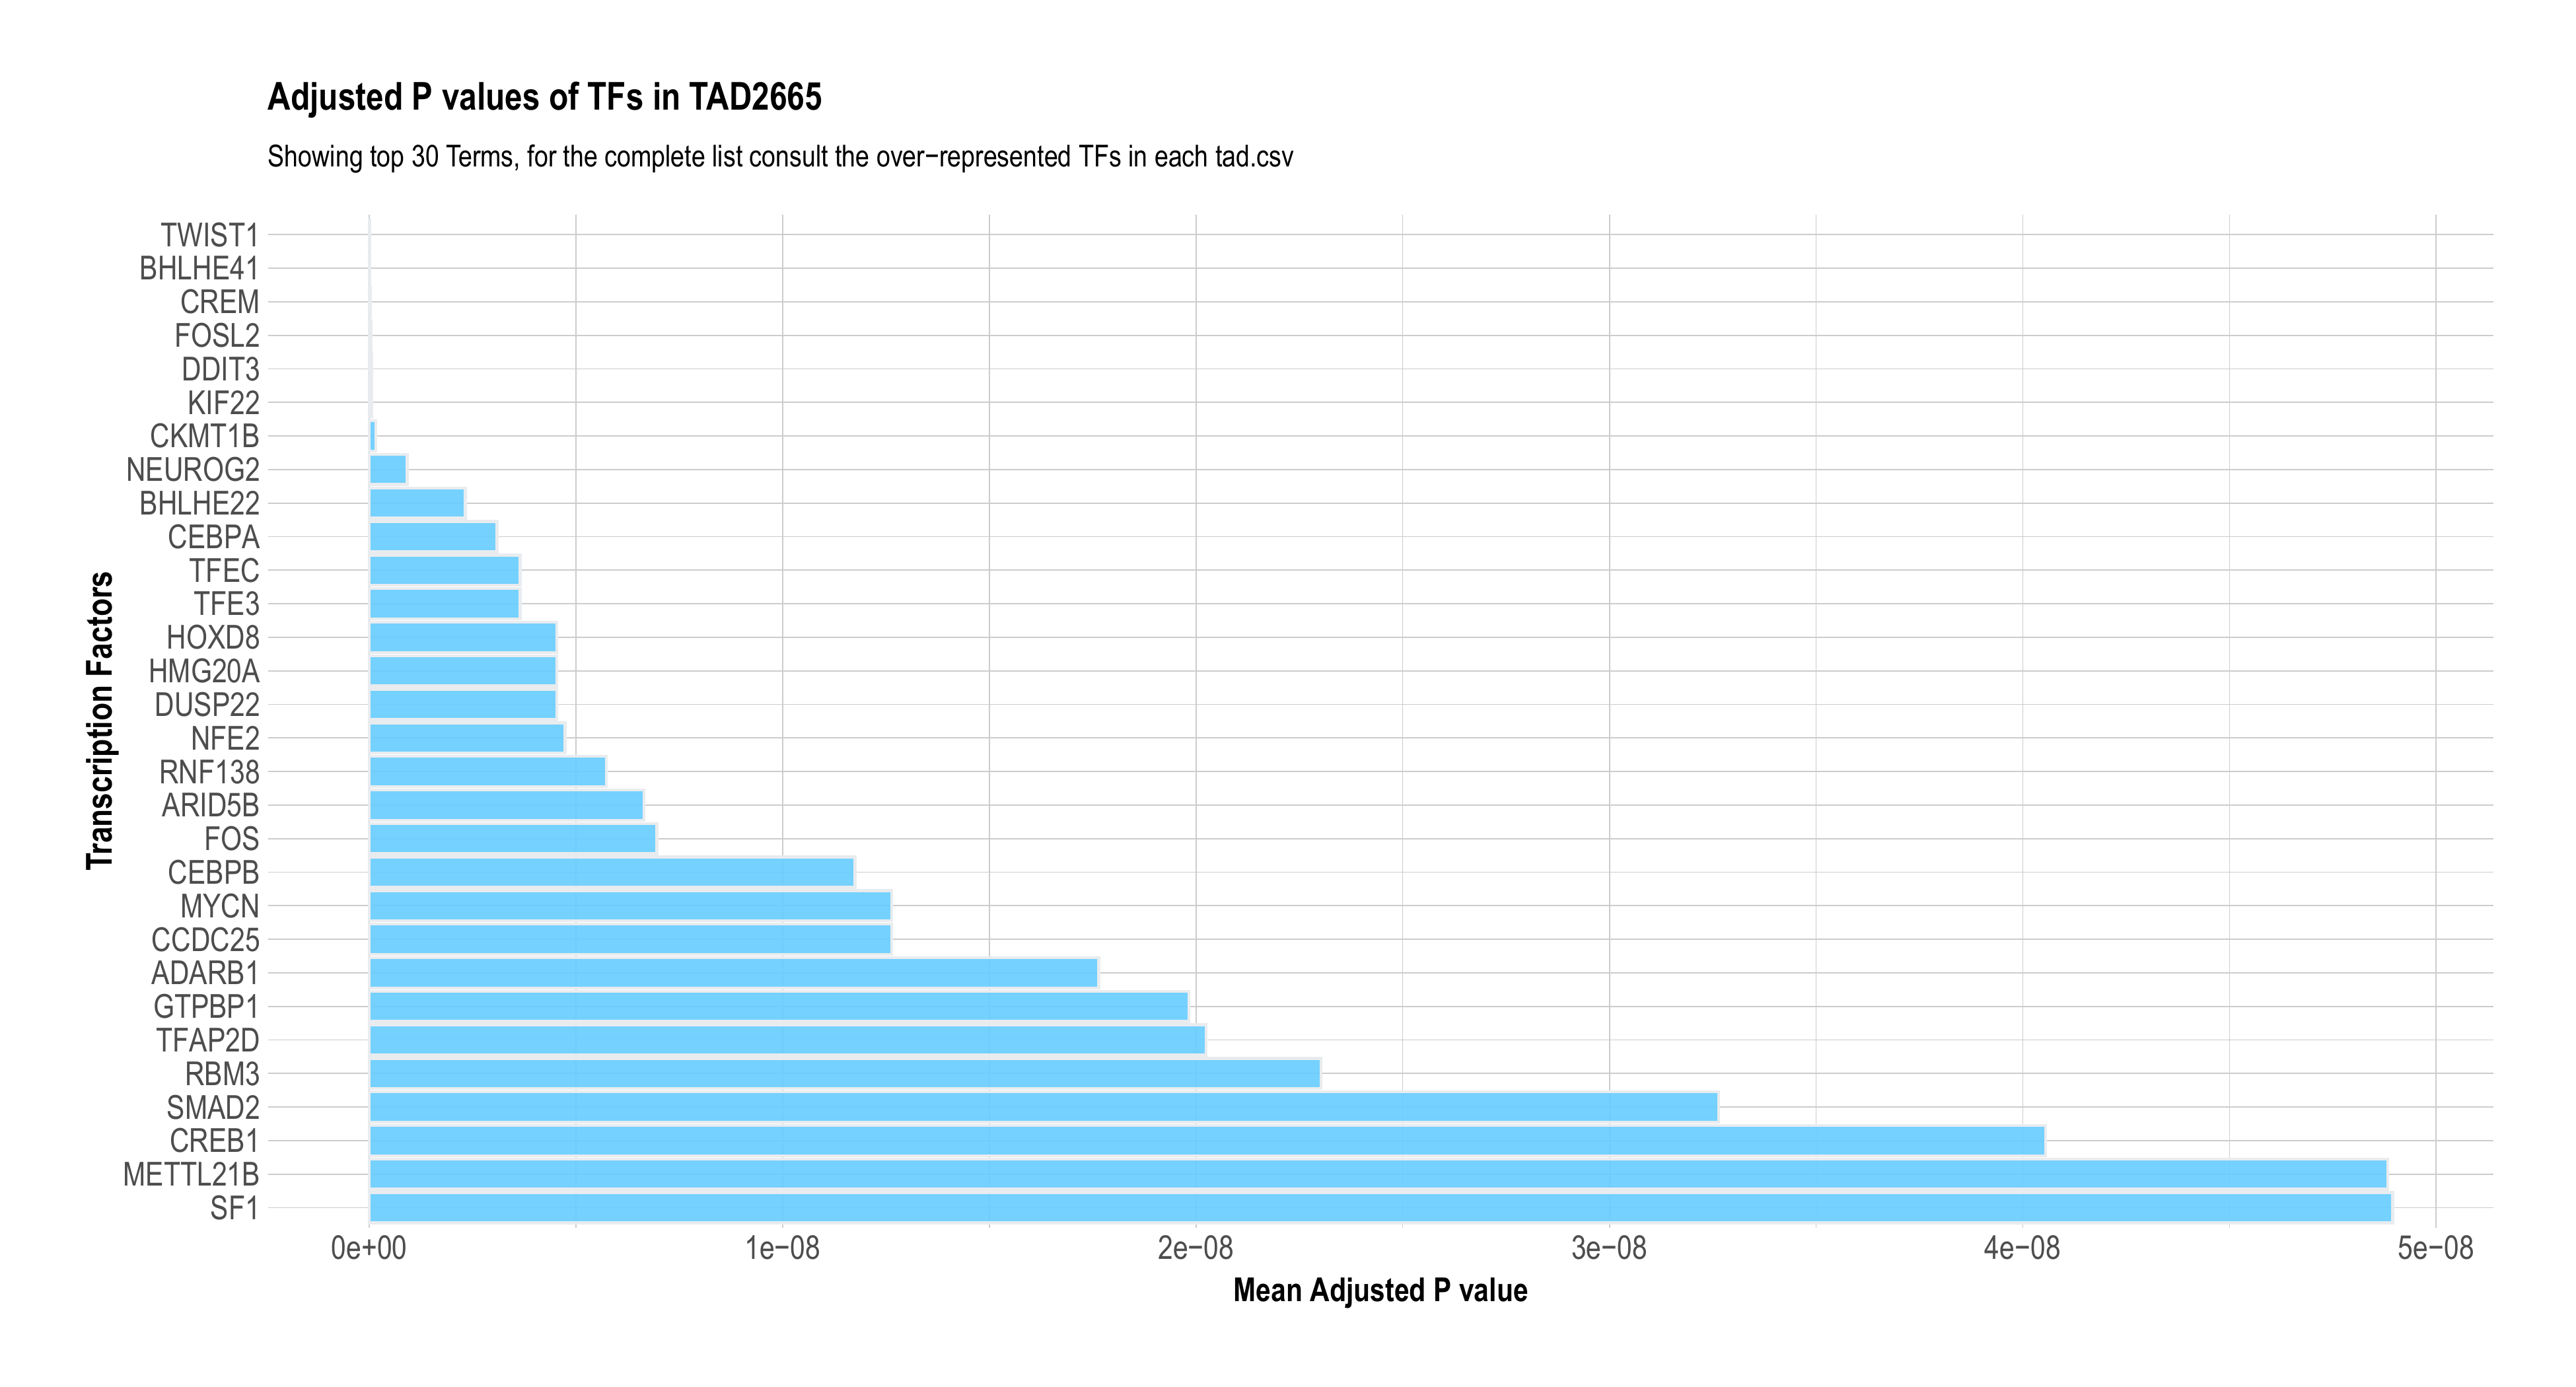 Adjusted P values of TFs in TAD2665
Showing top 30 Terms, for the complete list consult the over−represented TFs in each tad.csv
Transcription Factors
TWIST1
BHLHE41
CREM
FOSL2
DDIT3
KIF22
CKMT1B
NEUROG2
BHLHE22
CEBPA
TFEC
TFE3
HOXD8
HMG20A
DUSP22
NFE2
RNF138
ARID5B
FOS
CEBPB
MYCN
CCDC25
ADARB1
GTPBP1
TFAP2D
RBM3
SMAD2
CREB1
METTL21B
SF1
0e+00 1e−08 2e−08 3e−08 4e−08 5e−08
Mean Adjusted P value